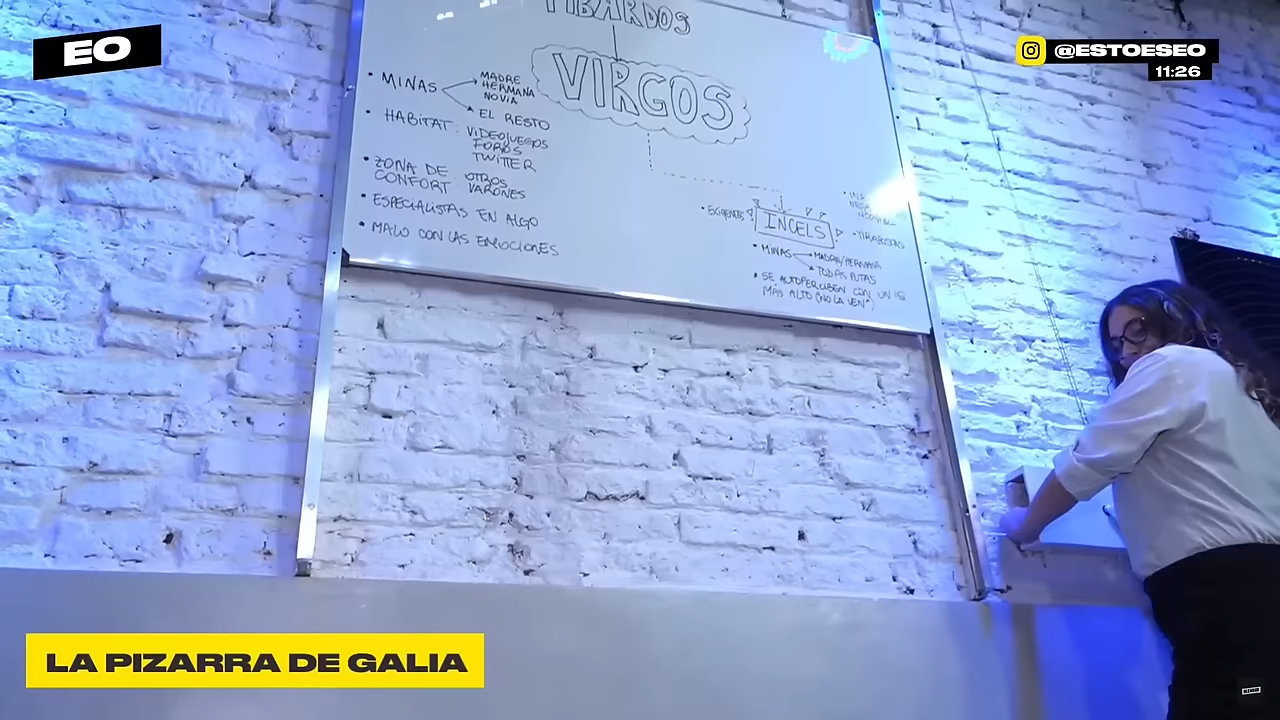 EO
@ESTOESEO
11:26
VIRGOS
• MINAS
MADRE
HERMANA
NOVIA
EL RESTO
• HABITAT: VIDEOJUEGOS
FOROS
TWITTER
• ZONA DE OTROS
CONFORT VARONES
• ESPECIALISTAS EN ALGO
• MALO CON LAS EMOCIONES
INCELS
• MINAS
MADRE/HERMANA
TODAS PUTAS
• SE AUTOPERCIBEN CON UN IQ
MÁS ALTO (NO LA VEN)
LA PIZARRA DE GALIA